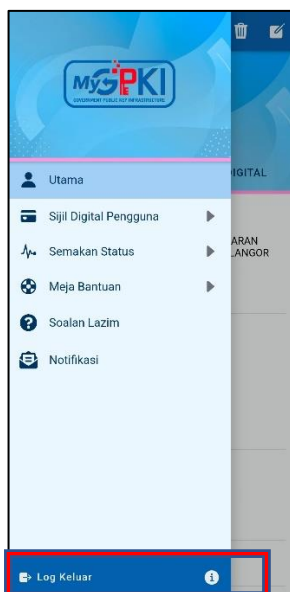 MyGPKI
GOVERNMENT PUBLIC KEY INFRASTRUCTURE
IGITAL
Utama
Sijil Digital Pengguna
ARAN
LANGOR
Semakan Status
Meja Bantuan
Soalan Lazim
Notifikasi
Log Keluar